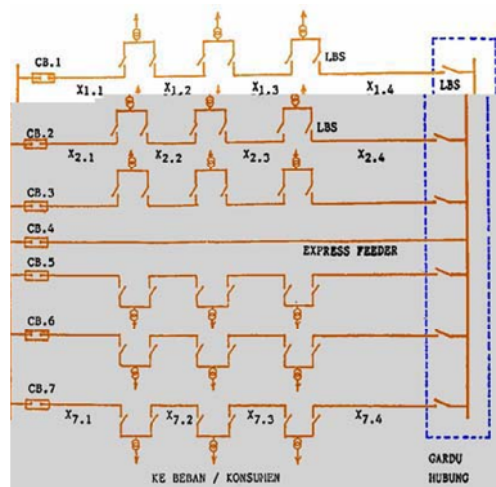 CB.1
LBS
X1.1 X1.2 X1.3 X1.4 LBS
CB.2
LBS
X2.1 X2.2 X2.3 X2.4
CB.3
CB.4
EXPRESS FEEDER
CB.5
CB.6
CB.7
X7.1 X7.2 X7.3 X7.4
KE BEBAN / KONSUMEN
GARDU
HUBUNG